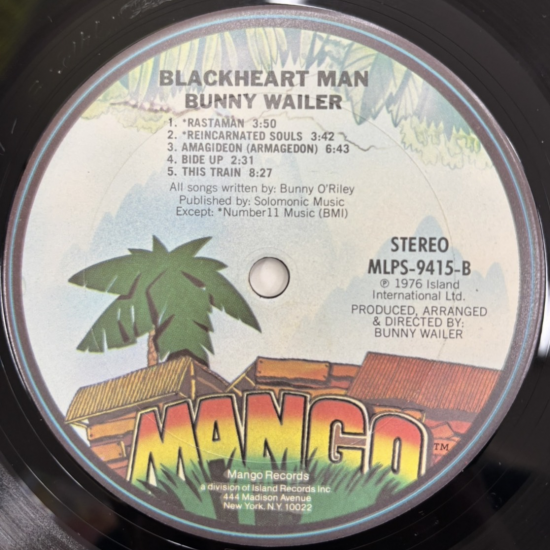 BLACKHEART MAN
BUNNY WAILER
1. *RASTAMAN 3:50
2. *REINCARNATED SOULS 3:42
3. AMAGIDEON (ARMAGEDON) 6:43
4. BIDE UP 2:31
5. THIS TRAIN 8:27
All songs written by: Bunny O'Riley
Published by: Solomonic Music
Except: *Number11 Music (BMI)
STEREO
MLPS-9415-B
℗ 1976 Island
International Ltd.
PRODUCED, ARRANGED
& DIRECTED BY:
BUNNY WAILER
MANGO TM
Mango Records
a division of Island Records Inc
444 Madison Avenue
New York. N.Y. 10022